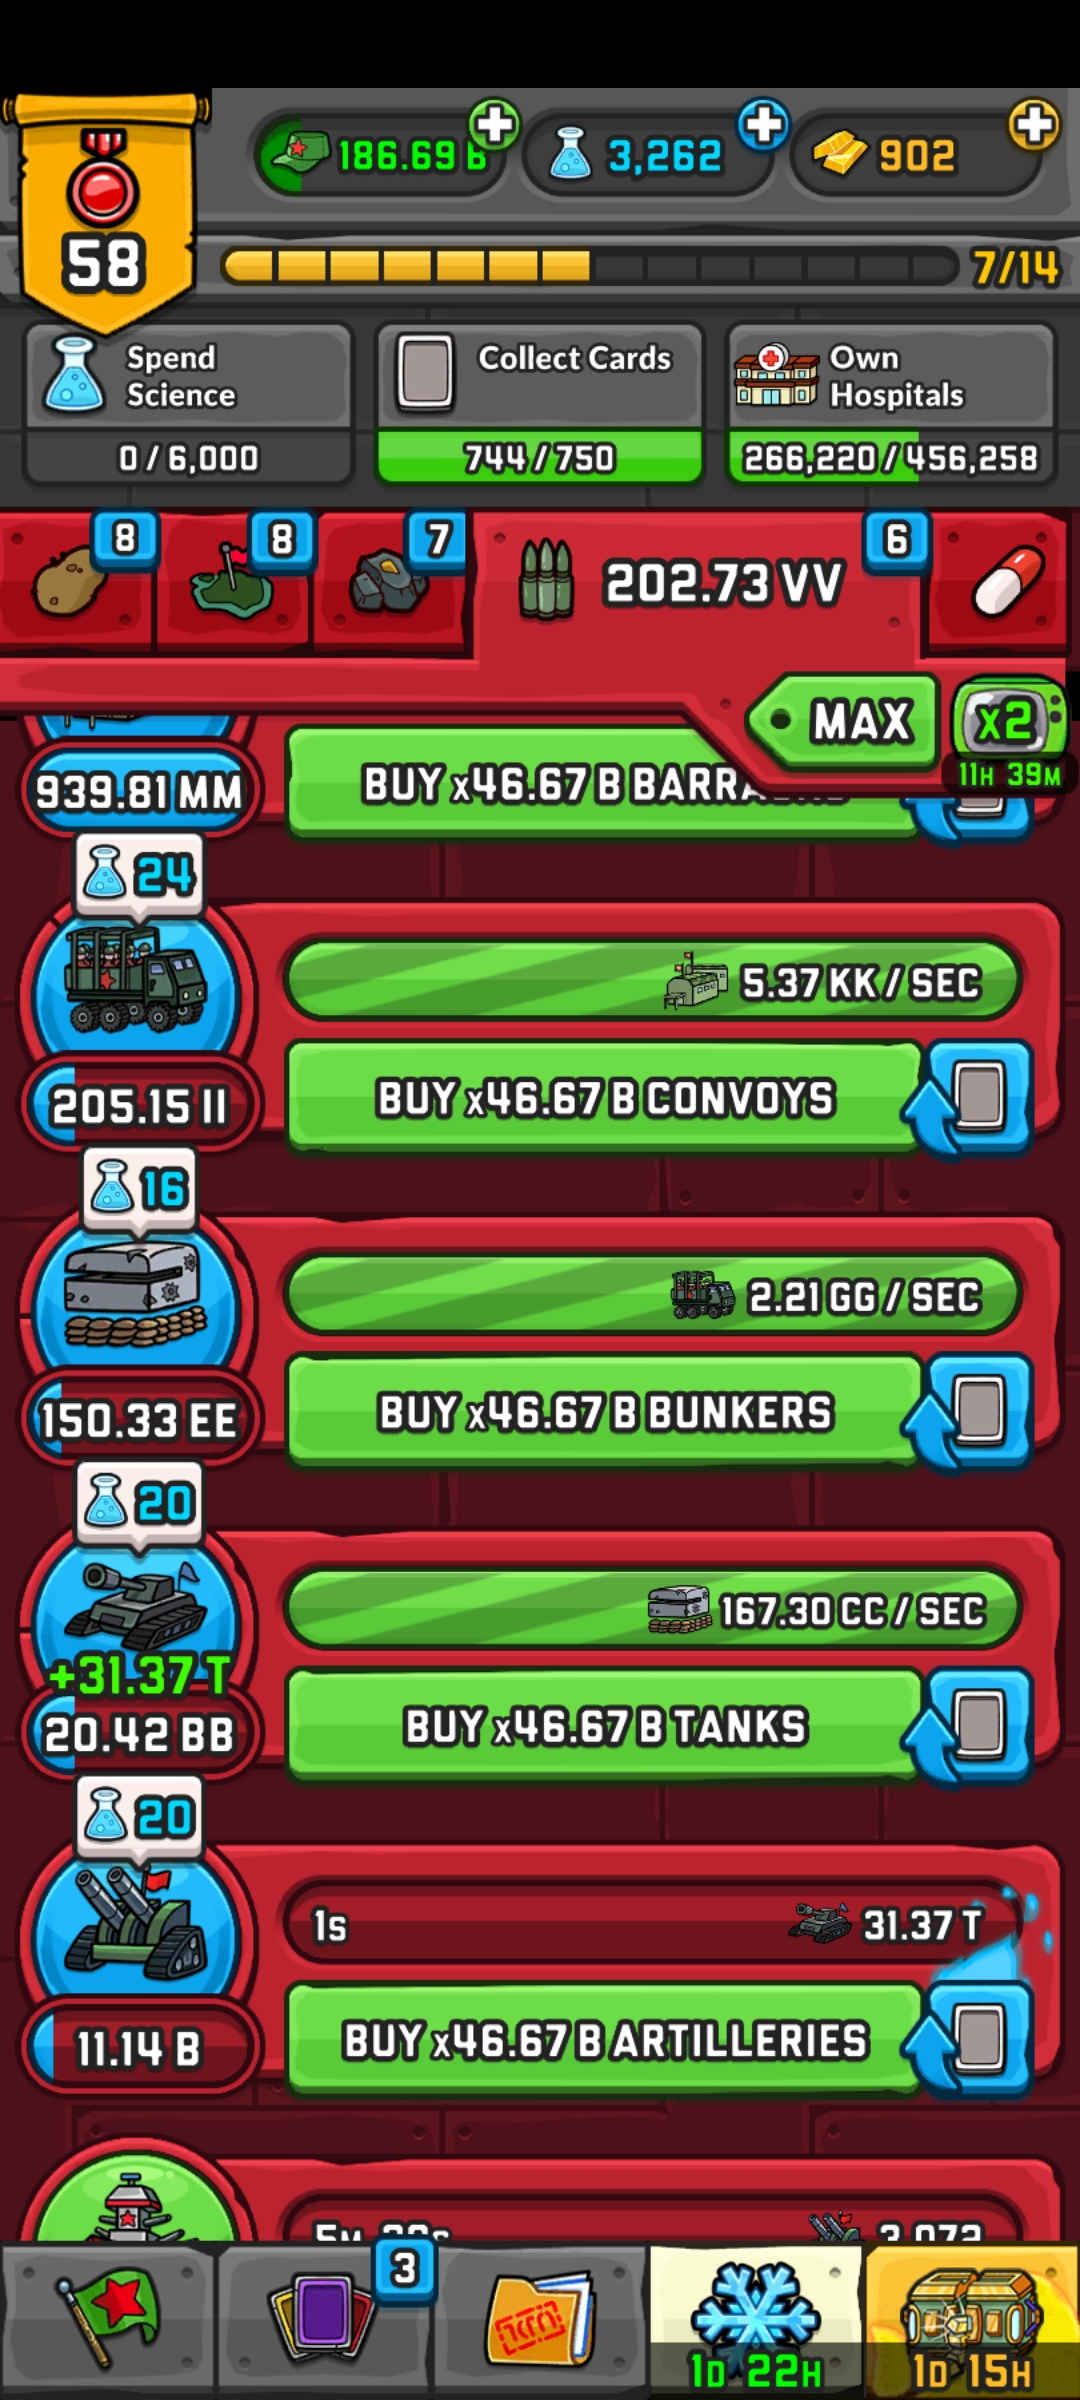 58
186.69 B
3,262
902
7/14
Spend
Science
0 / 6,000
Collect Cards
744 / 750
Own
Hospitals
266,220 / 456,258
8
8
7
202.73 VV
6
MAX
x2
11H 39M
939.81 MM
BUY x46.67 B
24
5.37 KK / SEC
205.15 II
BUY x46.67 B CONVOYS
16
2.21 GG / SEC
150.33 EE
BUY x46.67 B BUNKERS
20
167.30 CC / SEC
+31.37 T
20.42 BB
BUY x46.67 B TANKS
20
1s
31.37 T
11.14 B
BUY x46.67 B ARTILLERIES
3
1D 22H
1D 15H